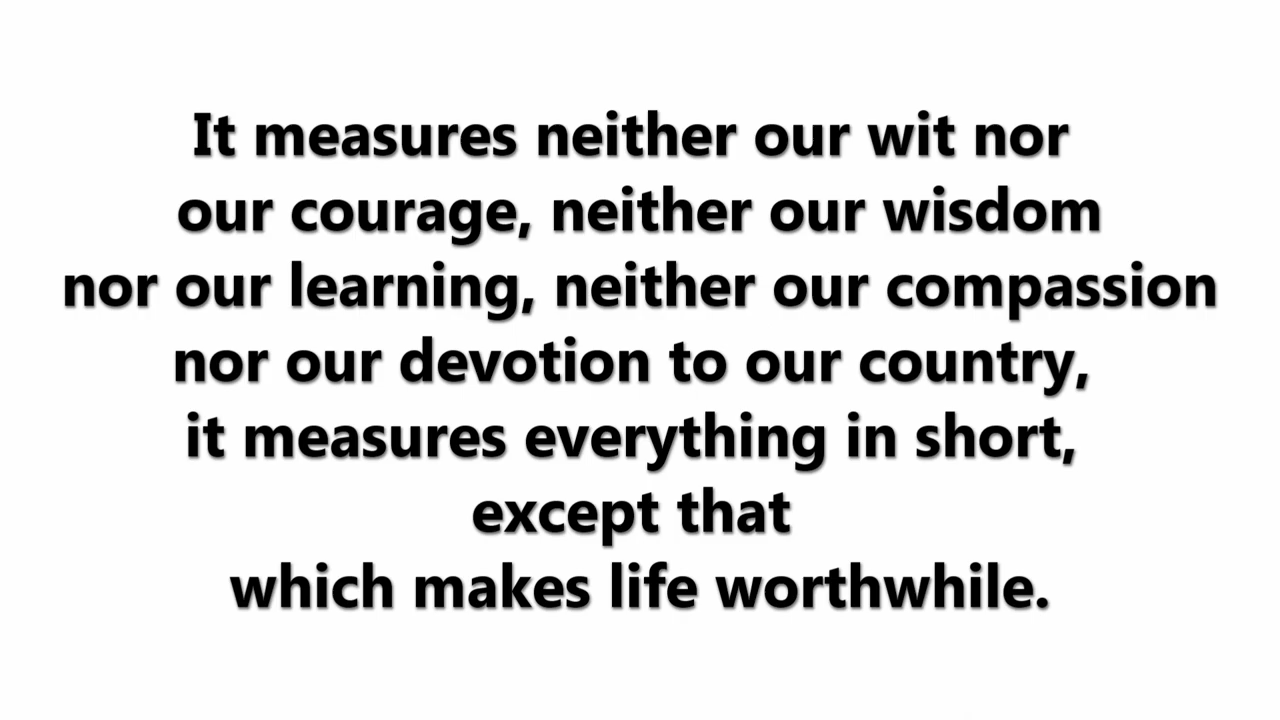 It measures neither our wit nor
our courage, neither our wisdom
nor our learning, neither our compassion
nor our devotion to our country,
it measures everything in short,
except that
which makes life worthwhile.